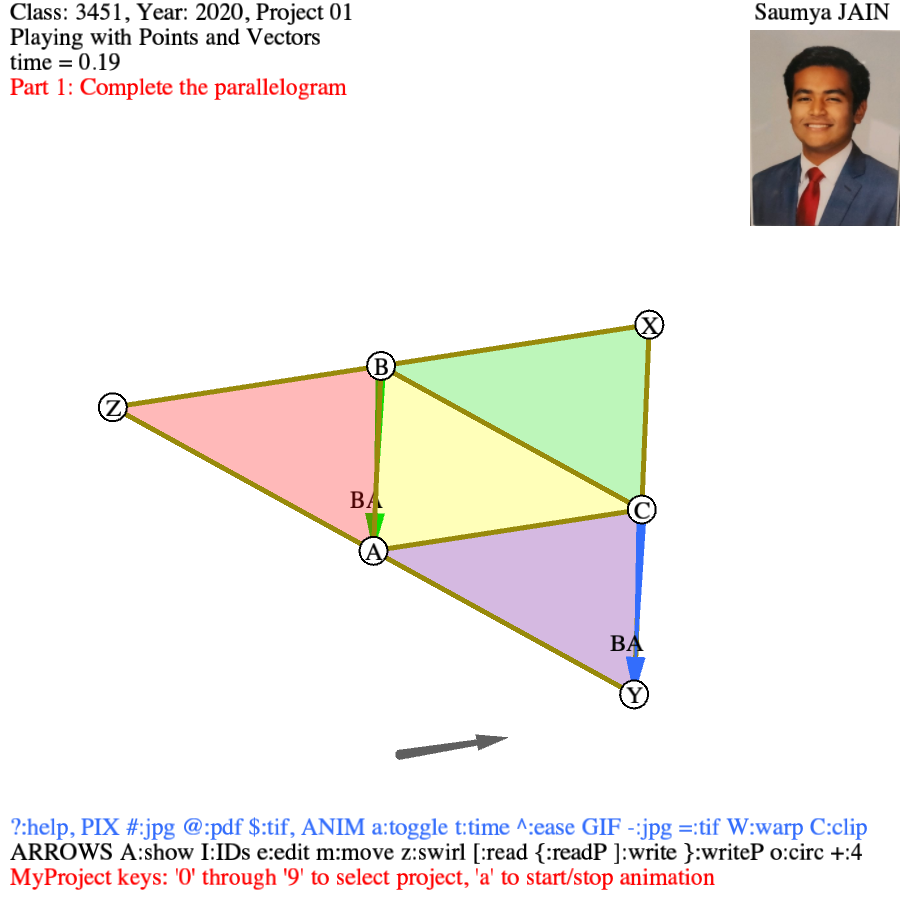 Class: 3451, Year: 2020, Project 01
Saumya JAIN
Playing with Points and Vectors
time = 0.19
Part 1: Complete the parallelogram
X
B
Z
BA
C
A
BA
Y
?:help, PIX #:jpg @:pdf $:tif, ANIM a:toggle t:time ^:ease GIF -:jpg =:tif W:warp C:clip
ARROWS A:show I:IDs e:edit m:move z:swirl [:read {:readP ]:write }:writeP o:circ +:4
MyProject keys: '0' through '9' to select project, 'a' to start/stop animation